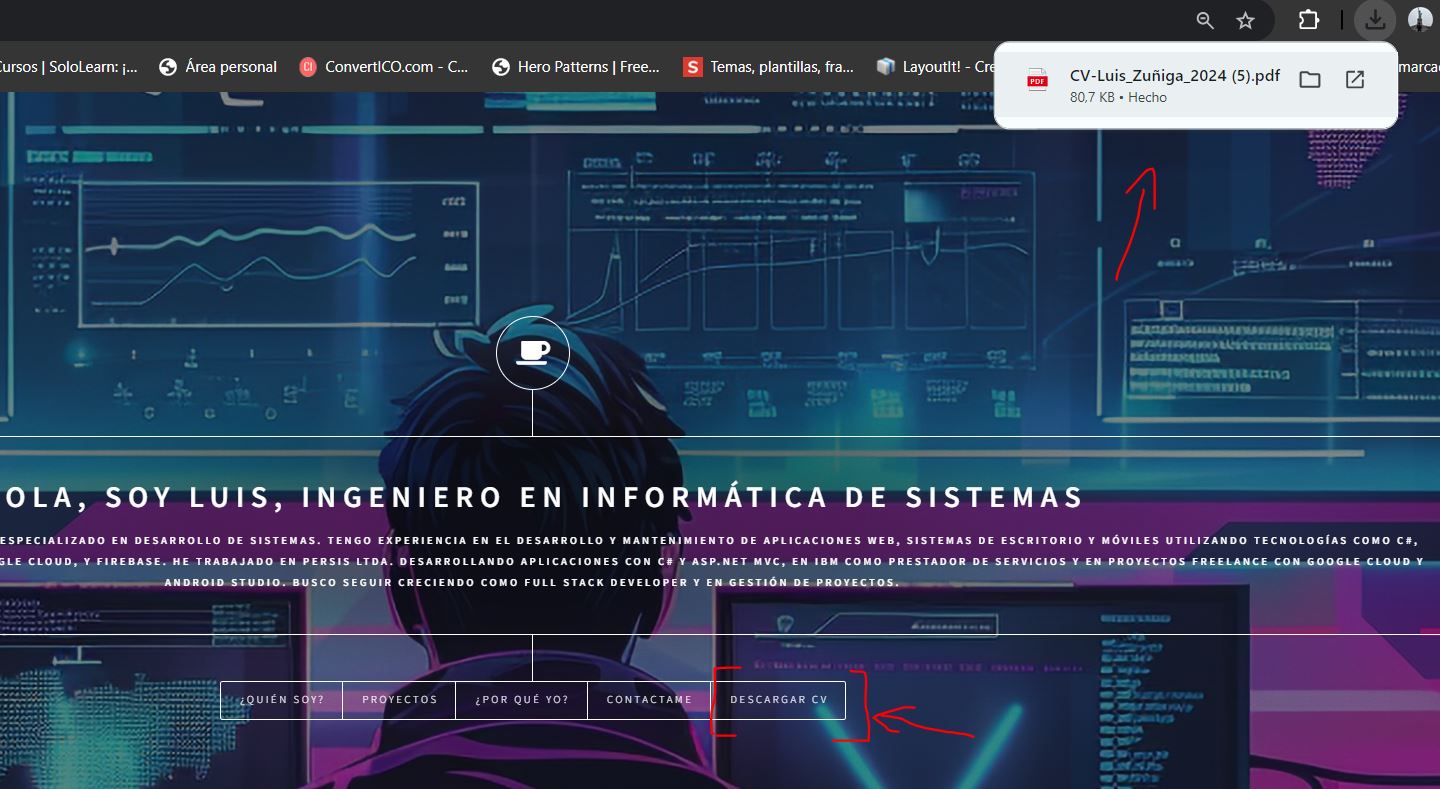 ursos | SoloLearn: ¡...
Área personal
CI
ConvertICO.com - C...
Hero Patterns | Free...
S
Temas, plantillas, fra...
LayoutIt! - Cre
marcad
PDF
CV-Luis_Zuñiga_2024 (5).pdf
80,7 KB • Hecho
OLA, SOY LUIS, INGENIERO EN INFORMÁTICA DE SISTEMAS
ESPECIALIZADO EN DESARROLLO DE SISTEMAS. TENGO EXPERIENCIA EN EL DESARROLLO Y MANTENIMIENTO DE APLICACIONES WEB, SISTEMAS DE ESCRITORIO Y MÓVILES UTILIZANDO TECNOLOGÍAS COMO C#,
GLE CLOUD, Y FIREBASE. HE TRABAJADO EN PERSIS LTDA. DESARROLLANDO APLICACIONES CON C# Y ASP.NET MVC, EN IBM COMO PRESTADOR DE SERVICIOS Y EN PROYECTOS FREELANCE CON GOOGLE CLOUD Y
ANDROID STUDIO. BUSCO SEGUIR CRECIENDO COMO FULL STACK DEVELOPER Y EN GESTIÓN DE PROYECTOS.
¿QUIÉN SOY?
PROYECTOS
¿POR QUÉ YO?
CONTACTAME
DESCARGAR CV